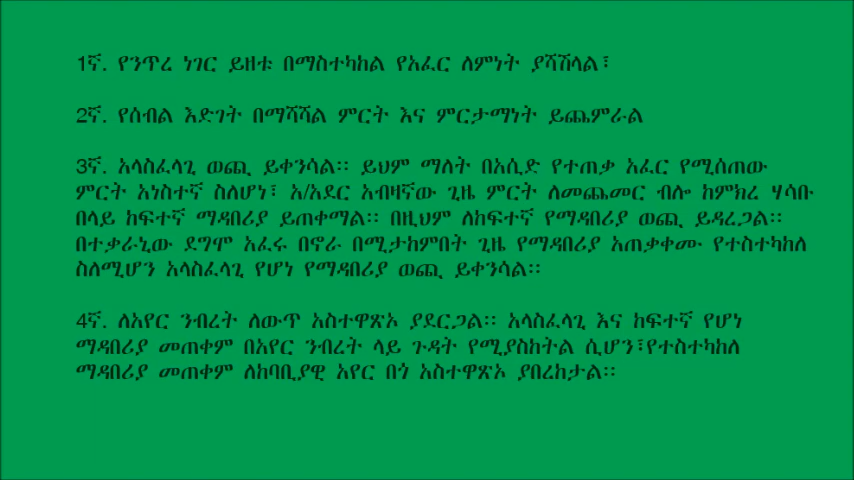 1ኛ. የንጥረ ነገር ይዘቱ በማስተካከል የአፈር ለምነት ያሻሽላል፣
2ኛ. የሰብል እድገት በማሻሻል ምርት እና ምርታማነት ይጨምራል
3ኛ. አላስፈላጊ ወጪ ይቀንሳል፡፡ ይህም ማለት በአሲድ የተጠቃ አፈር የሚሰጠው
ምርት አነስተኛ ስለሆነ፣ አ/አደር አብዛኛው ጊዜ ምርት ለመጨመር ብሎ ከምክረ ሃሳቡ
በላይ ከፍተኛ ማዳበሪያ ይጠቀማል፡፡ በዚህም ለከፍተኛ የማዳበሪያ ወጪ ይዳረጋል፡፡
በተቃራኒው ደግሞ አፈሩ በኖራ በሚታከምበት ጊዜ የማዳበሪያ አጠቃቀሙ የተስተካከለ
ስለሚሆን አላስፈላጊ የሆነ የማዳበሪያ ወጪ ይቀንሳል፡፡
4ኛ. ለአየር ንብረት ለውጥ አስተዋጽኦ ያደርጋል፡፡ አላስፈላጊ እና ከፍተኛ የሆነ
ማዳበሪያ መጠቀም በአየር ንብረት ላይ ጉዳት የሚያስከትል ሲሆን፣የተስተካከለ
ማዳበሪያ መጠቀም ለከባቢያዊ አየር በጎ አስተዋጽኦ ያበረከታል፡፡